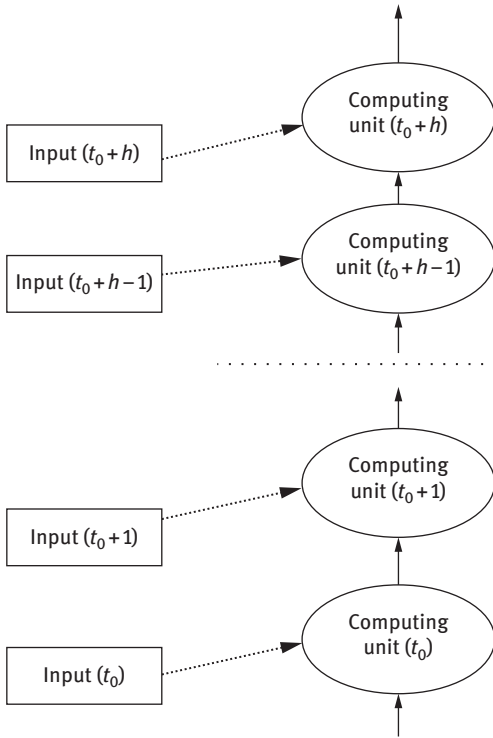 Computing
unit (t₀ + h)
Input (t₀ + h)
Computing
unit (t₀ + h − 1)
Input (t₀ + h − 1)
Computing
unit (t₀ + 1)
Input (t₀ + 1)
Computing
unit (t₀)
Input (t₀)